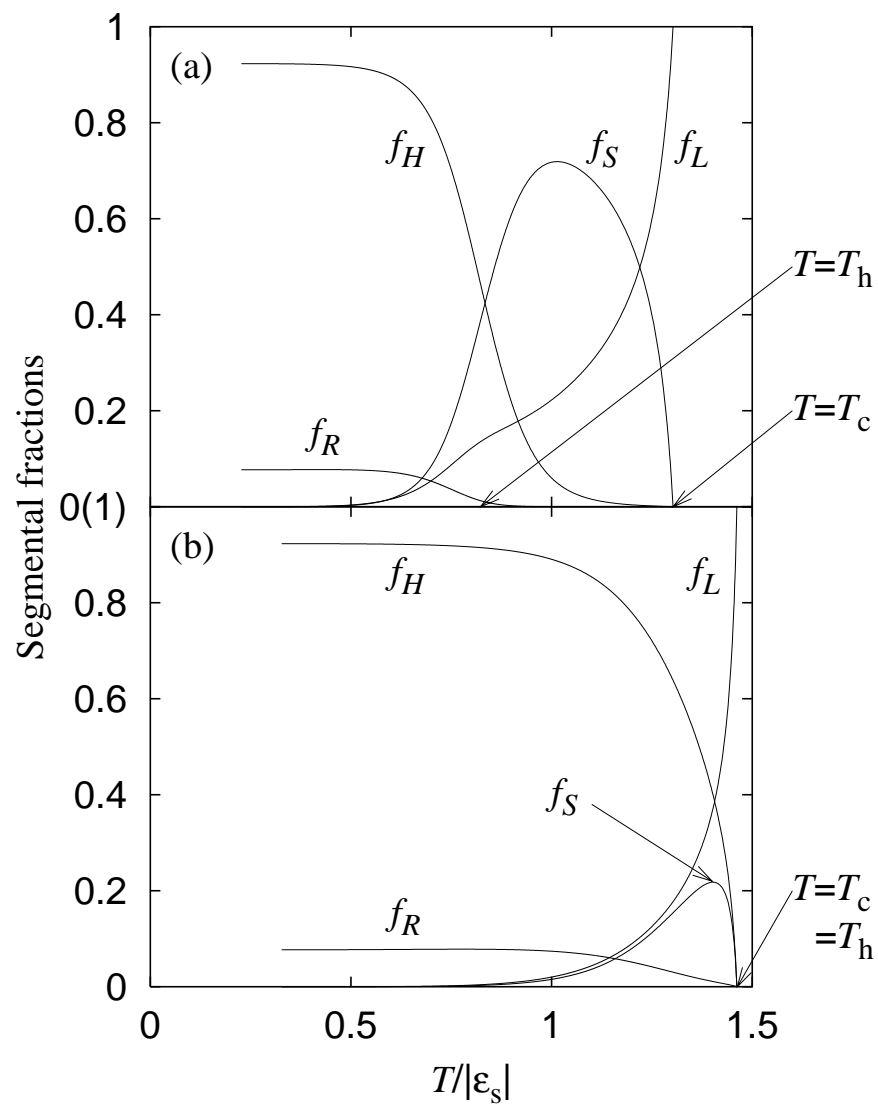 1
(a)
0.8
f_H
f_S
f_L
0.6
T=T_h
0.4
T=T_c
0.2
f_R
0(1)
Segmental fractions
(b)
f_H
f_L
0.8
0.6
0.4
f_S
0.2
T=T_c
=T_h
f_R
0
0
0.5
1
1.5
T/|ε_s|